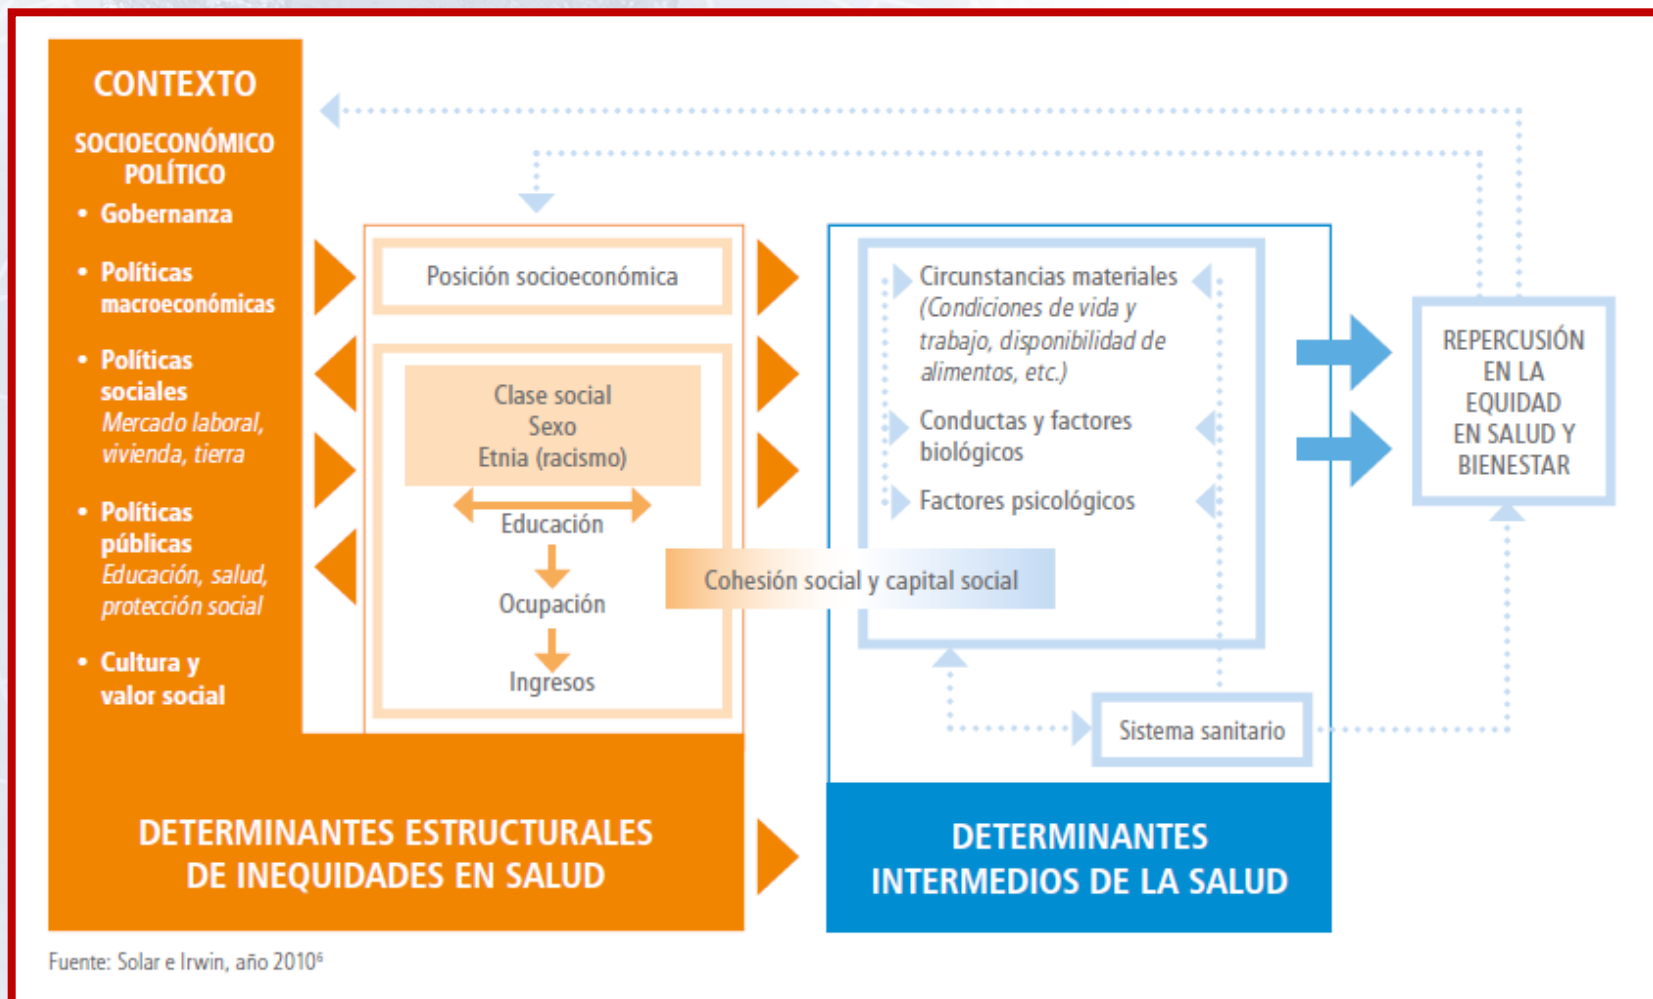 CONTEXTO
SOCIOECONÓMICO
POLÍTICO
• Gobernanza
• Políticas
macroeconómicas
• Políticas
sociales
Mercado laboral,
vivienda, tierra
• Políticas
públicas
Educación, salud,
protección social
• Cultura y
valor social
Posición socioeconómica
Clase social
Sexo
Etnia (racismo)
Educación
Ocupación
Ingresos
Cohesión social y capital social
Circunstancias materiales
(Condiciones de vida y
trabajo, disponibilidad de
alimentos, etc.)
Conductas y factores
biológicos
Factores psicológicos
Sistema sanitario
REPERCUSIÓN
EN LA
EQUIDAD
EN SALUD Y
BIENESTAR
DETERMINANTES ESTRUCTURALES
DE INEQUIDADES EN SALUD
DETERMINANTES
INTERMEDIOS DE LA SALUD
Fuente: Solar e Irwin, año 2010⁶